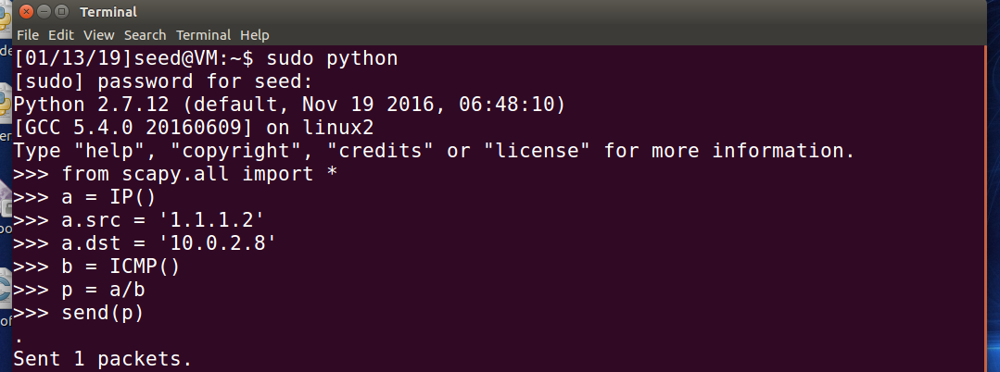 Terminal
File Edit View Search Terminal Help
[01/13/19]seed@VM:~$ sudo python
[sudo] password for seed:
Python 2.7.12 (default, Nov 19 2016, 06:48:10)
[GCC 5.4.0 20160609] on linux2
Type "help", "copyright", "credits" or "license" for more information.
>>> from scapy.all import *
>>> a = IP()
>>> a.src = '1.1.1.2'
>>> a.dst = '10.0.2.8'
>>> b = ICMP()
>>> p = a/b
>>> send(p)
.
Sent 1 packets.